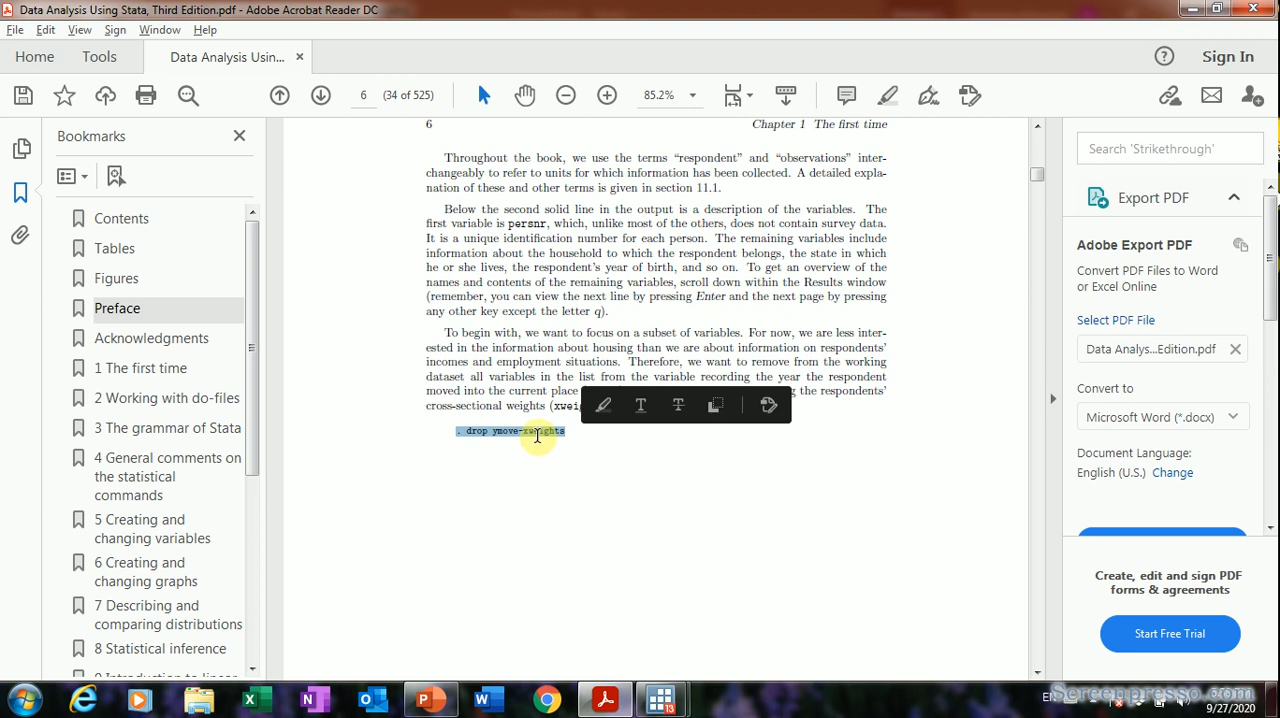 Data Analysis Using Stata, Third Edition.pdf - Adobe Acrobat Reader DC
File Edit View Sign Window Help
Home Tools Data Analysis Usin... ×
Sign In
6 (34 of 525) 85.2%
Bookmarks
Contents
Tables
Figures
Preface
Acknowledgments
1 The first time
2 Working with do-files
3 The grammar of Stata
4 General comments on
the statistical
commands
5 Creating and
changing variables
6 Creating and
changing graphs
7 Describing and
comparing distributions
8 Statistical inference
6 Chapter 1 The first time
Throughout the book, we use the terms “respondent” and “observations” inter-
changeably to refer to units for which information has been collected. A detailed expla-
nation of these and other terms is given in section 11.1.
Below the second solid line in the output is a description of the variables. The
first variable is persnr, which, unlike most of the others, does not contain survey data.
It is a unique identification number for each person. The remaining variables include
information about the household to which the respondent belongs, the state in which
he or she lives, the respondent’s year of birth, and so on. To get an overview of the
names and contents of the remaining variables, scroll down within the Results window
(remember, you can view the next line by pressing Enter and the next page by pressing
any other key except the letter q).
To begin with, we want to focus on a subset of variables. For now, we are less inter-
ested in the information about housing than we are about information on respondents’
incomes and employment situations. Therefore, we want to remove from the working
dataset all variables in the list from the variable recording the year the respondent
moved into the current place the respondents’
cross-sectional weights (xwei
. drop ymove-xweights
Search 'Strikethrough'
Export PDF
Adobe Export PDF
Convert PDF Files to Word
or Excel Online
Select PDF File
Data Analys...Edition.pdf
Convert to
Microsoft Word (*.docx)
Document Language:
English (U.S.) Change
Create, edit and sign PDF
forms & agreements
Start Free Trial
EN
Screenpresso.com
9/27/2020